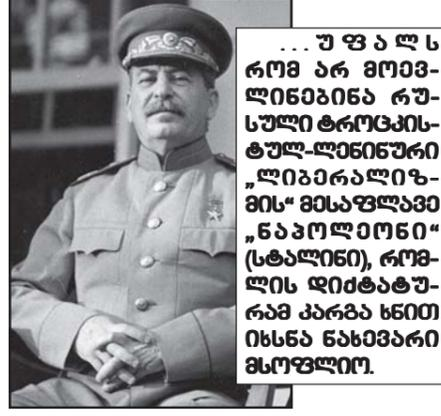 ...უფალს
რომ არ მოევ-
ლინებინა რუ-
სული ტროცკის-
ტულ-ლენინური
„ლიბერალიზ-
მის“ მესაფლავე
„ნაპოლეონი“
(სტალინი), რომ-
ლის დიქტატუ-
რამ კარგა ხნით
იხსნა ნახევარი
მსოფლიო.